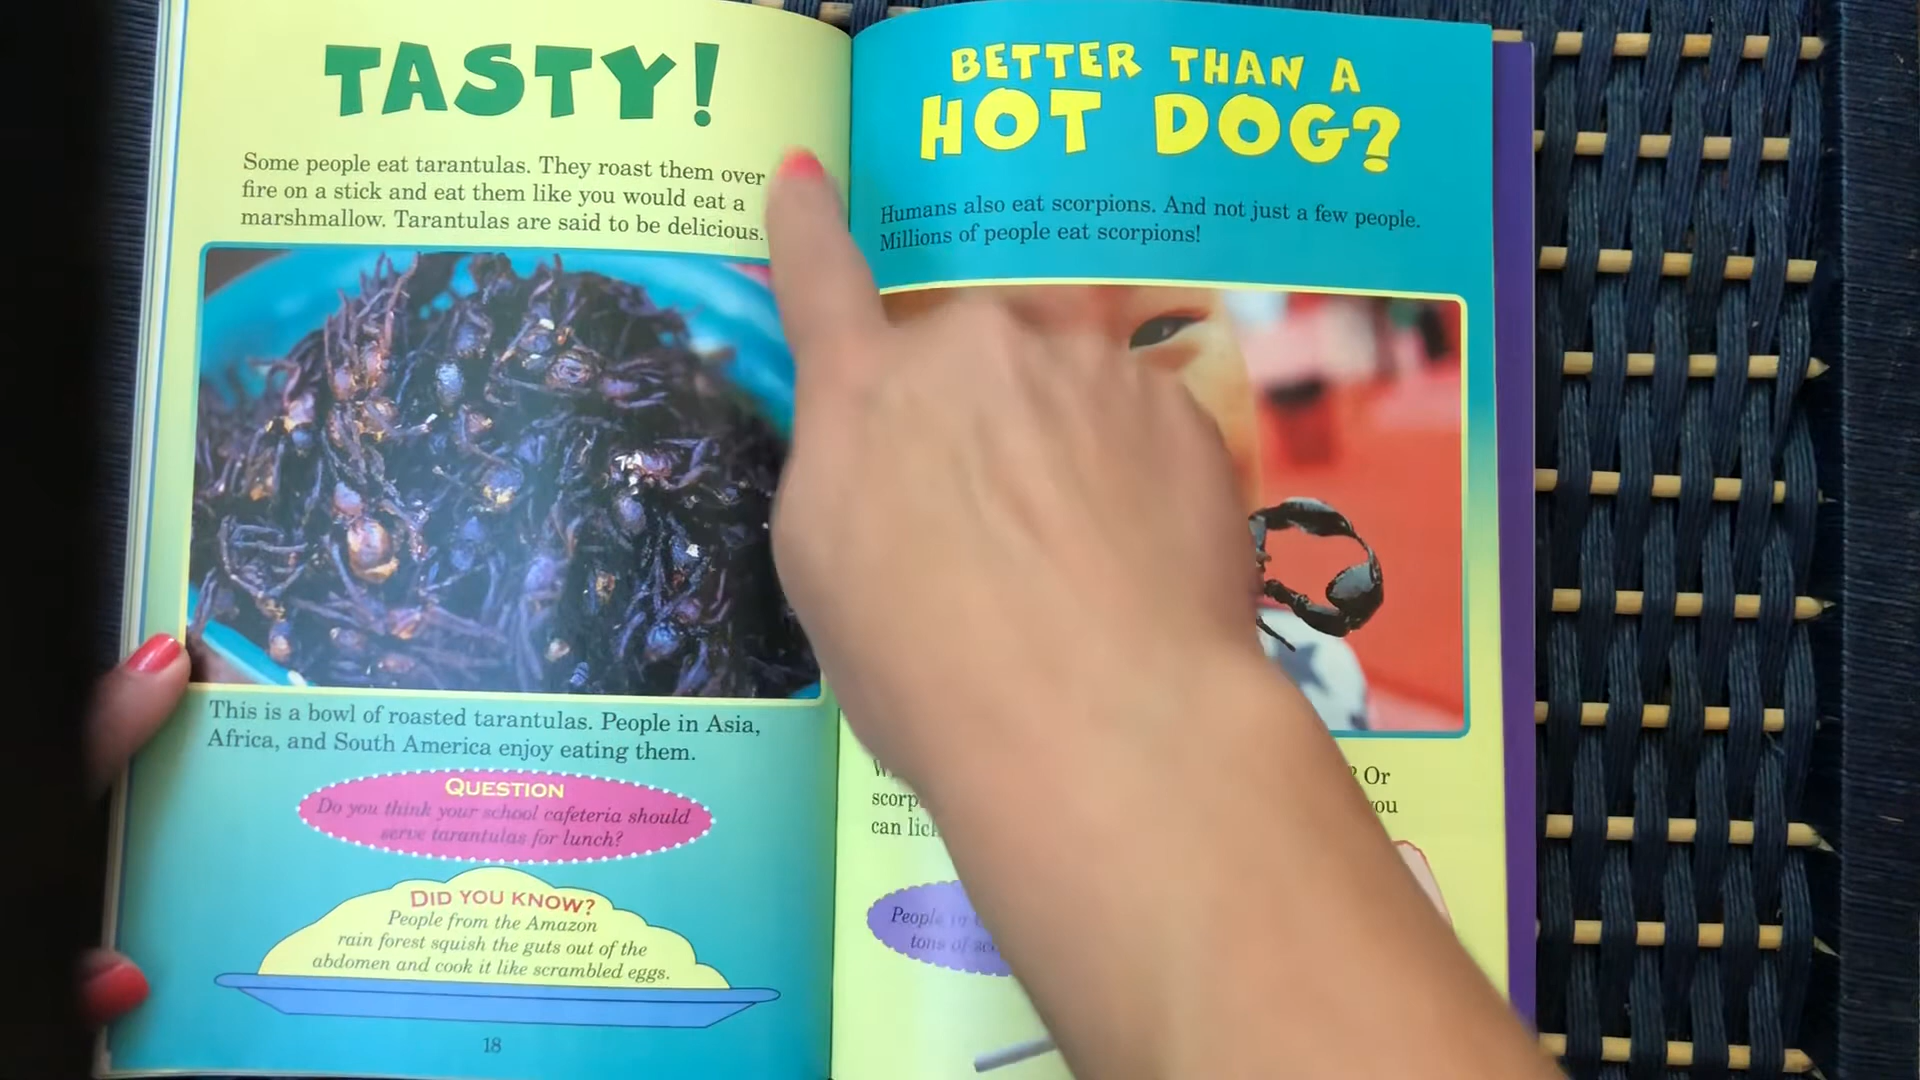 TASTY!
Some people eat tarantulas. They roast them over
fire on a stick and eat them like you would eat a
marshmallow. Tarantulas are said to be delicious.
This is a bowl of roasted tarantulas. People in Asia,
Africa, and South America enjoy eating them.
QUESTION
Do you think your school cafeteria should
serve tarantulas for lunch?
DID YOU KNOW?
People from the Amazon
rain forest squish the guts out of the
abdomen and cook it like scrambled eggs.
18
BETTER THAN A
HOT DOG?
Humans also eat scorpions. And not just a few people.
Millions of people eat scorpions!
? Or
can
People
tons of